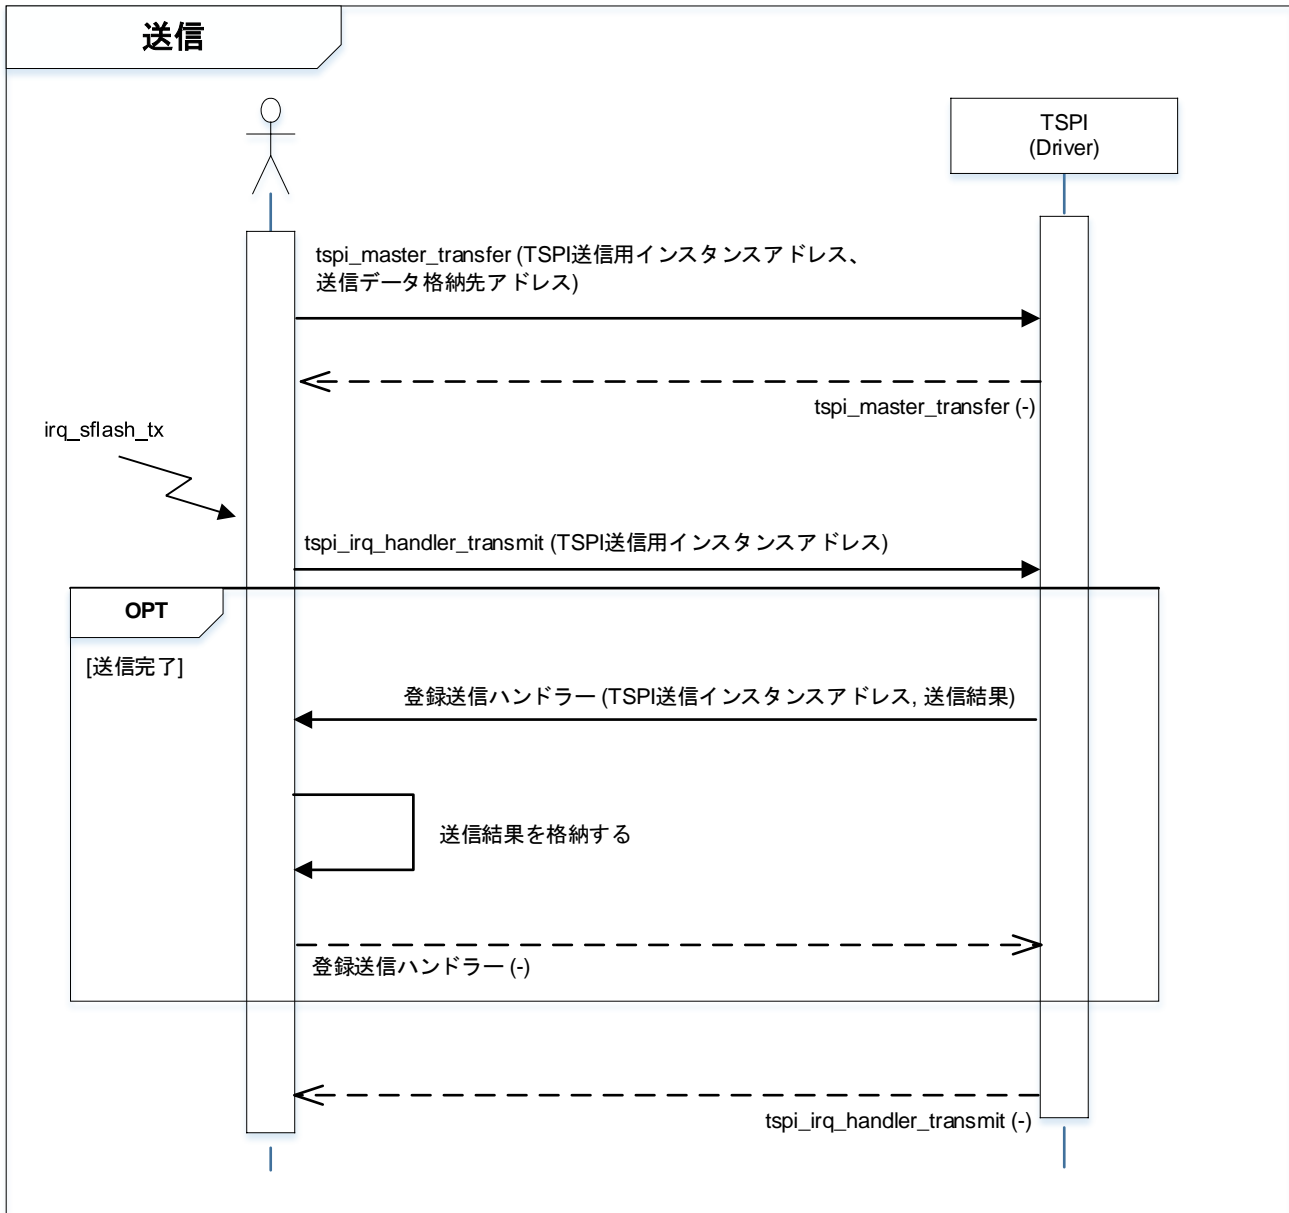 送信
TSPI
(Driver)
tspi_master_transfer (TSPI送信用インスタンスアドレス、
送信データ格納先アドレス)
tspi_master_transfer (-)
irq_sflash_tx
tspi_irq_handler_transmit (TSPI送信用インスタンスアドレス)
OPT
[送信完了]
登録送信ハンドラー (TSPI送信インスタンスアドレス, 送信結果)
送信結果を格納する
登録送信ハンドラー (-)
tspi_irq_handler_transmit (-)